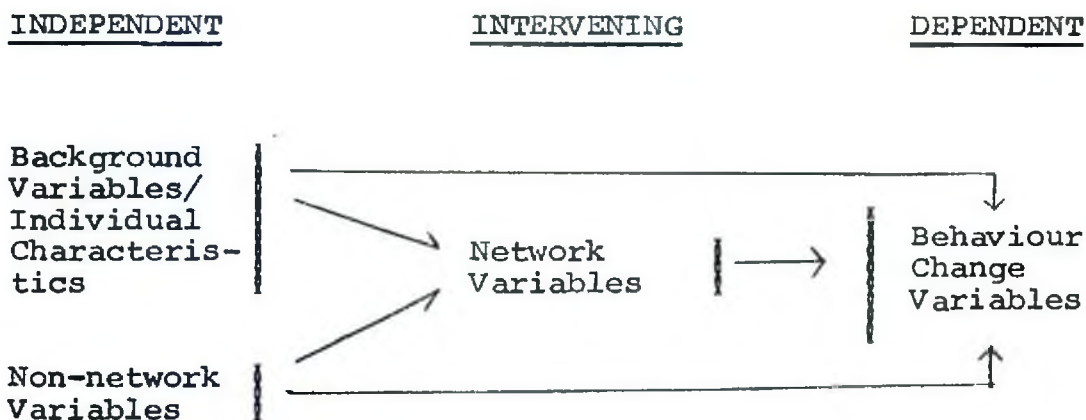 INDEPENDENT
INTERVENING
DEPENDENT
Background
Variables/
Individual
Characteris-
tics
Network
Variables
Behaviour
Change
Variables
Non-network
Variables